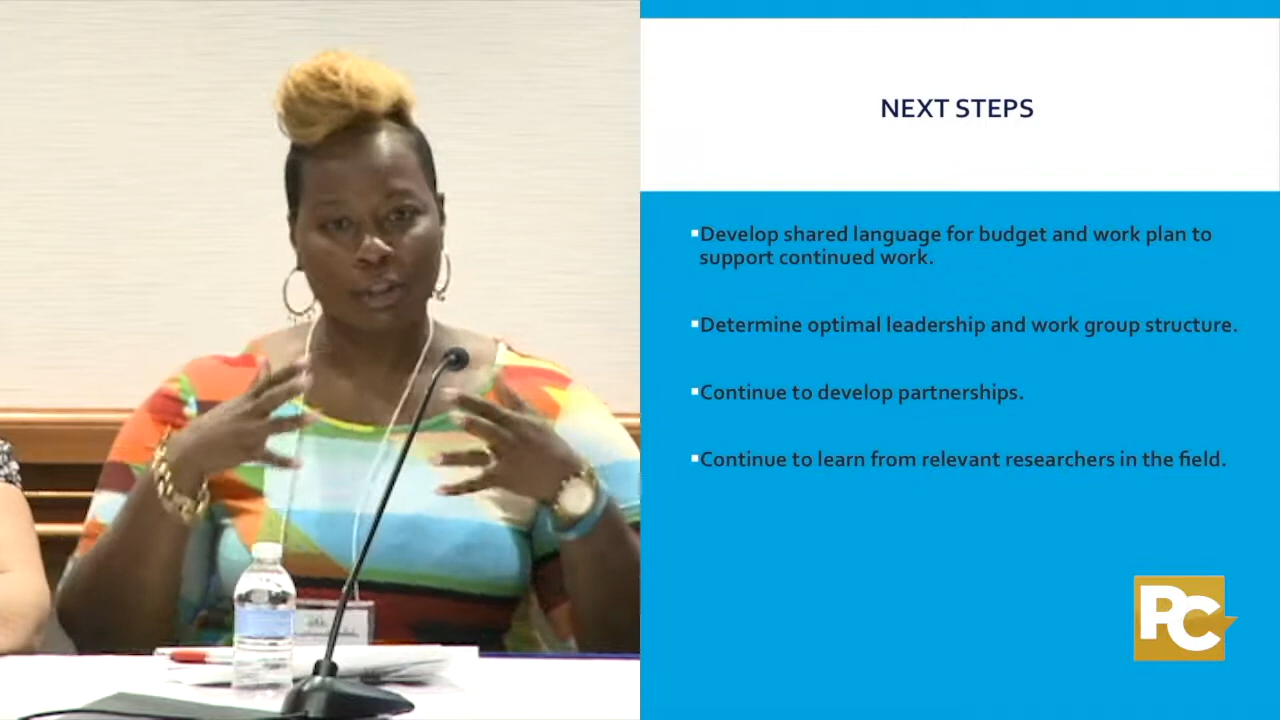 NEXT STEPS
▪Develop shared language for budget and work plan to
support continued work.
▪Determine optimal leadership and work group structure.
▪Continue to develop partnerships.
▪Continue to learn from relevant researchers in the field.
PC